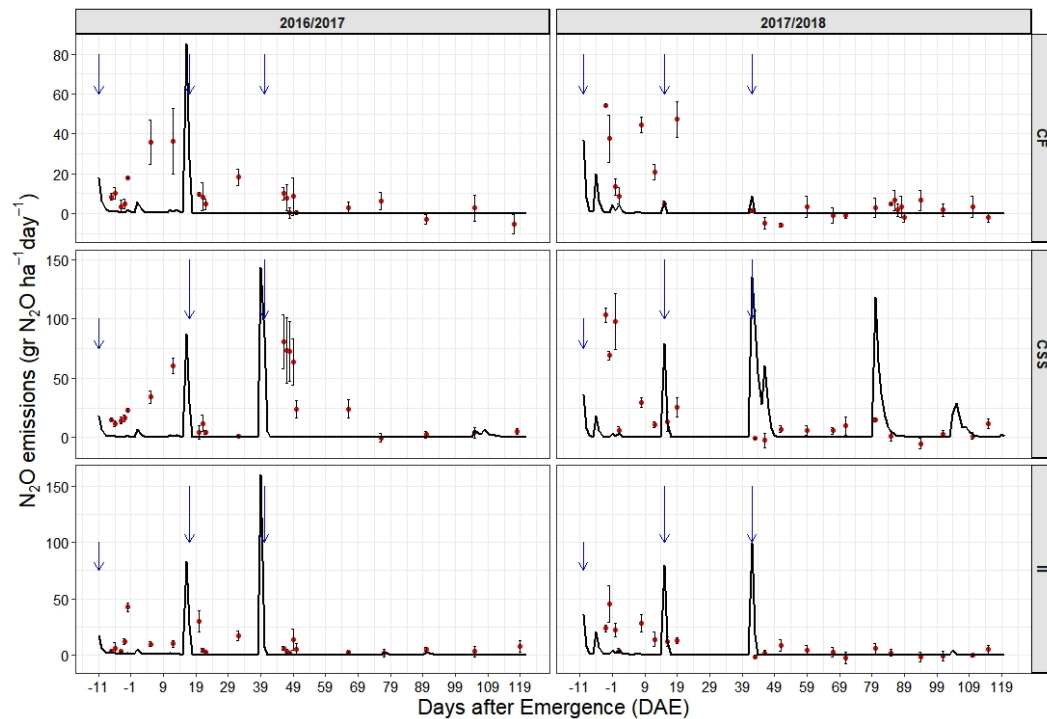 2016/2017
2017/2018
80
60
40
20
0
CF
150
100
50
0
CSS
150
100
50
0
II
N₂O emissions (gr N₂O ha⁻¹day⁻¹)
-11 -1 9 19 29 39 49 59 69 79 89 99 109 119
-11 -1 9 19 29 39 49 59 69 79 89 99 109 119
Days after Emergence (DAE)